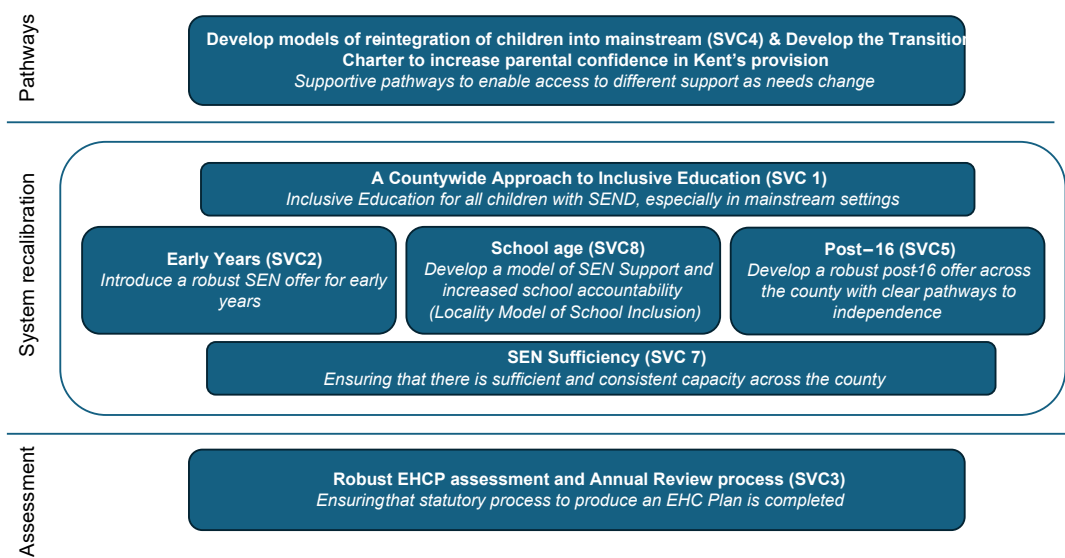 Pathways
Develop models of reintegration of children into mainstream (SVC4) & Develop the Transition
Charter to increase parental confidence in Kent's provision
Supportive pathways to enable access to different support as needs change
System recalibration
A Countywide Approach to Inclusive Education (SVC 1)
Inclusive Education for all children with SEND, especially in mainstream settings
Early Years (SVC2)
Introduce a robust SEN offer for early
years
School age (SVC8)
Develop a model of SEN Support and
increased school accountability
(Locality Model of School Inclusion)
Post–16 (SVC5)
Develop a robust post16 offer across
the county with clear pathways to
independence
SEN Sufficiency (SVC 7)
Ensuring that there is sufficient and consistent capacity across the county
Assessment
Robust EHCP assessment and Annual Review process (SVC3)
Ensuringthat statutory process to produce an EHC Plan is completed